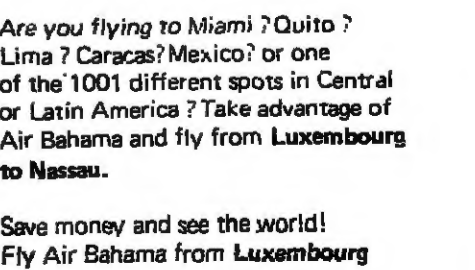 Are you flying to Miami ? Quito ?
Lima ? Caracas? Mexico? or one
of the 1001 different spots in Central
or Latin America ? Take advantage of
Air Bahama and fly from Luxembourg
to Nassau.
Save money and see the world!
Fly Air Bahama from Luxembourg